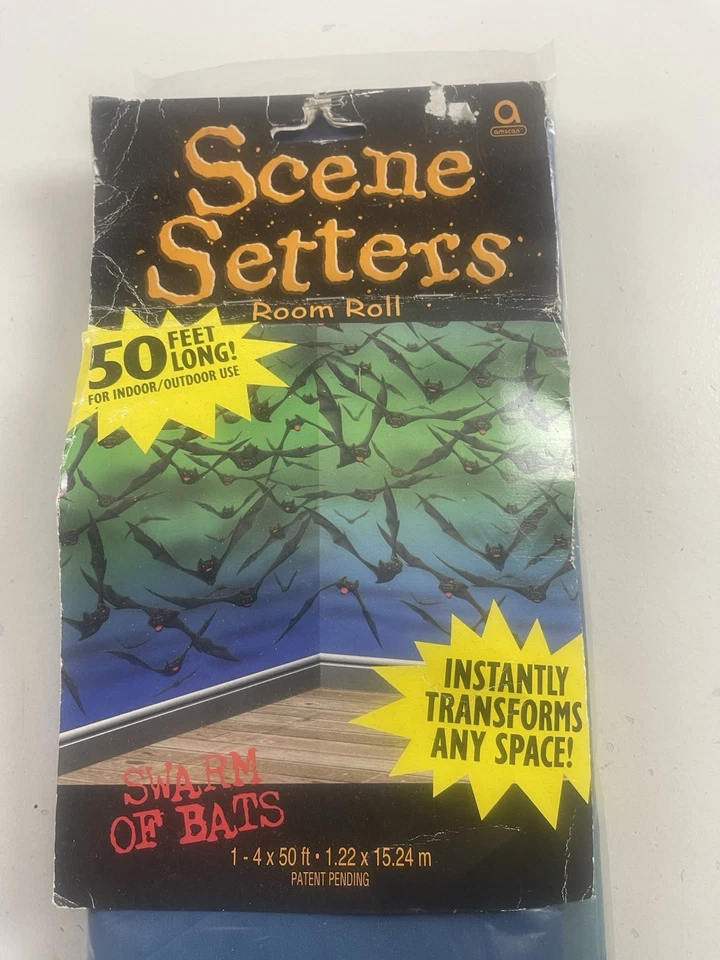 a
amscan
Scene
Setters
Room Roll
50 FEET
LONG!
FOR INDOOR/OUTDOOR USE
INSTANTLY
TRANSFORMS
ANY SPACE!
SWARM
OF BATS
1 - 4 x 50 ft • 1.22 x 15.24 m
PATENT PENDING